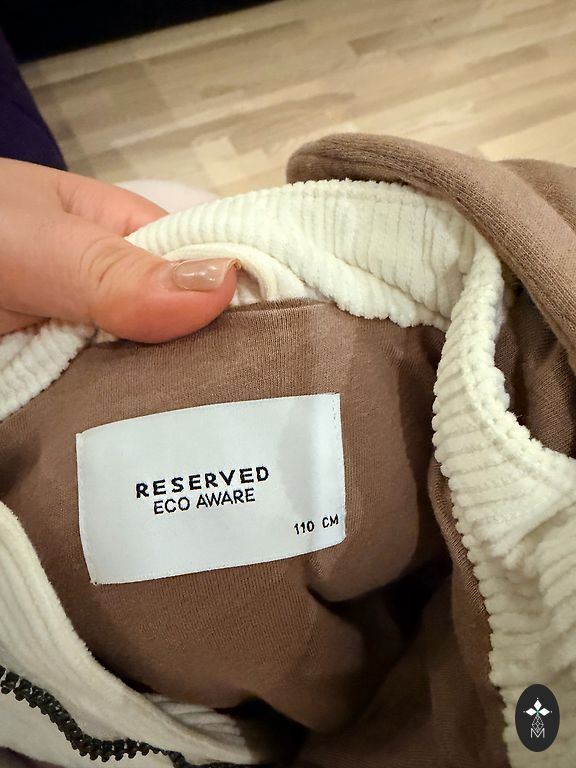 RESERVED
ECO AWARE
110 CM
M